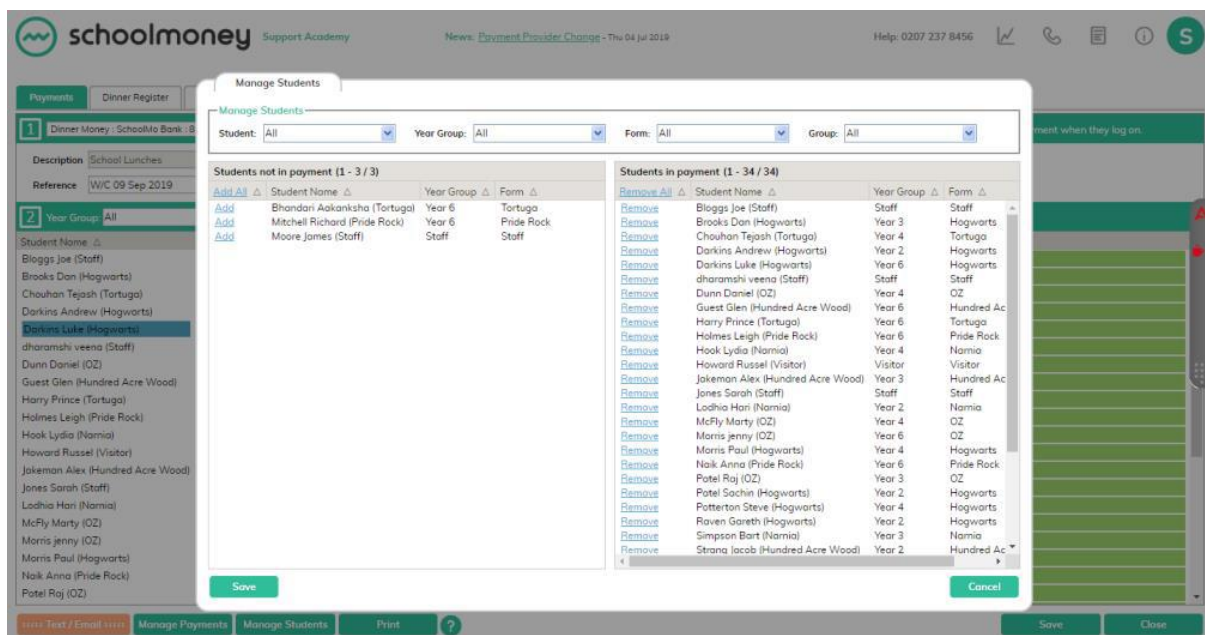 schoolmoney Support Academy News: Payment Provider Change - Thu 04 Jul 2019 Help: 0207 237 8456 S
Payments Dinner Register
Manage Students
1 Dinner Money : SchoolMo Bank : 8 ment when they log on.
Manage Students
Student: All Year Group: All Form: All Group: All
Description School Lunches
Reference W/C 09 Sep 2019
2 Year Group: All
Student Name
Bloggs Joe (Staff)
Brooks Dan (Hogwarts)
Chouhan Tejash (Tortuga)
Darkins Andrew (Hogwarts)
Darkins Luke (Hogwarts)
dharamshi veena (Staff)
Dunn Daniel (OZ)
Guest Glen (Hundred Acre Wood)
Harry Prince (Tortuga)
Holmes Leigh (Pride Rock)
Hook Lydia (Narnia)
Howard Russel (Visitor)
Jakeman Alex (Hundred Acre Wood)
Jones Sarah (Staff)
Lodhia Hari (Narnia)
McFly Marty (OZ)
Morris jenny (OZ)
Morris Paul (Hogwarts)
Naik Anna (Pride Rock)
Patel Raj (OZ)
Students not in payment (1 - 3 / 3)
Add All Student Name Year Group Form
Add Bhandari Aakanksha (Tortuga) Year 6 Tortuga
Add Mitchell Richard (Pride Rock) Year 6 Pride Rock
Add Moore James (Staff) Staff Staff
Students in payment (1 - 34 / 34)
Remove All Student Name Year Group Form
Remove Bloggs Joe (Staff) Staff Staff
Remove Brooks Dan (Hogwarts) Year 3 Hogwarts
Remove Chouhan Tejash (Tortuga) Year 4 Tortuga
Remove Darkins Andrew (Hogwarts) Year 2 Hogwarts
Remove Darkins Luke (Hogwarts) Year 6 Hogwarts
Remove dharamshi veena (Staff) Staff Staff
Remove Dunn Daniel (OZ) Year 4 OZ
Remove Guest Glen (Hundred Acre Wood) Year 6 Hundred Ac
Remove Harry Prince (Tortuga) Year 6 Tortuga
Remove Holmes Leigh (Pride Rock) Year 6 Pride Rock
Remove Hook Lydia (Narnia) Year 4 Narnia
Remove Howard Russel (Visitor) Visitor Visitor
Remove Jakeman Alex (Hundred Acre Wood) Year 3 Hundred Ac
Remove Jones Sarah (Staff) Staff Staff
Remove Lodhia Hari (Narnia) Year 2 Narnia
Remove McFly Marty (OZ) Year 4 OZ
Remove Morris jenny (OZ) Year 6 OZ
Remove Morris Paul (Hogwarts) Year 4 Hogwarts
Remove Naik Anna (Pride Rock) Year 6 Pride Rock
Remove Patel Raj (OZ) Year 3 OZ
Remove Patel Sachin (Hogwarts) Year 2 Hogwarts
Remove Potterton Steve (Hogwarts) Year 4 Hogwarts
Remove Raven Gareth (Hogwarts) Year 2 Hogwarts
Remove Simpson Bart (Narnia) Year 3 Narnia
Remove Strang Jacob (Hundred Acre Wood) Year 2 Hundred Ac
Save Cancel
Text / Email Manage Payments Manage Students Print ? Save Close